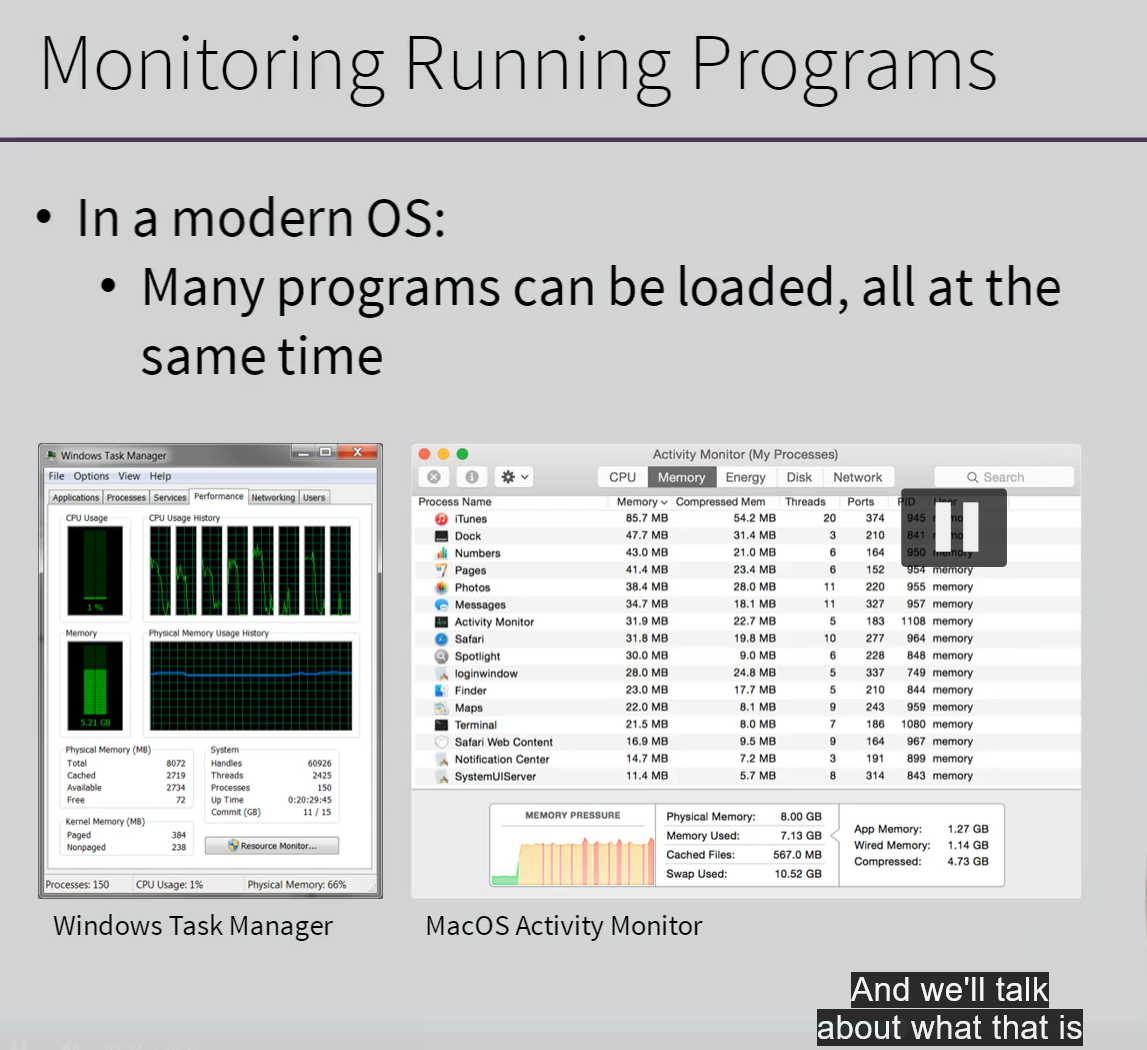 Monitoring Running Programs
• In a modern OS:
• Many programs can be loaded, all at the
same time
Windows Task Manager
File Options View Help
Applications Processes Services Performance Networking Users
CPU Usage CPU Usage History
1 %
Memory Physical Memory Usage History
5.21 GB
Physical Memory (MB)
Total 8072
Cached 2719
Available 2734
Free 72
Kernel Memory (MB)
Paged 384
Nonpaged 238
System
Handles 60926
Threads 2425
Processes 150
Up Time 0:20:29:45
Commit (GB) 11 / 15
Resource Monitor...
Processes: 150 CPU Usage: 1% Physical Memory: 66%
Windows Task Manager
Activity Monitor (My Processes)
CPU Memory Energy Disk Network Search
Process Name Memory Compressed Mem Threads Ports PID User
iTunes 85.7 MB 54.2 MB 20 374 945
Dock 47.7 MB 31.4 MB 3 210 841
Numbers 43.0 MB 21.0 MB 6 164 950 memory
Pages 41.4 MB 23.4 MB 6 152 954 memory
Photos 38.4 MB 28.0 MB 11 220 955 memory
Messages 34.7 MB 18.1 MB 11 327 957 memory
Activity Monitor 31.9 MB 22.7 MB 5 183 1108 memory
Safari 31.8 MB 19.8 MB 10 277 964 memory
Spotlight 30.0 MB 9.0 MB 6 228 848 memory
loginwindow 28.0 MB 24.8 MB 5 337 749 memory
Finder 23.0 MB 17.7 MB 5 210 844 memory
Maps 22.0 MB 8.1 MB 9 243 959 memory
Terminal 21.5 MB 8.0 MB 7 186 1080 memory
Safari Web Content 16.9 MB 9.5 MB 9 164 967 memory
Notification Center 14.7 MB 7.2 MB 3 191 899 memory
SystemUIServer 11.4 MB 5.7 MB 8 314 843 memory
MEMORY PRESSURE
Physical Memory: 8.00 GB
Memory Used: 7.13 GB
Cached Files: 567.0 MB
Swap Used: 10.52 GB
App Memory: 1.27 GB
Wired Memory: 1.14 GB
Compressed: 4.73 GB
MacOS Activity Monitor
And we'll talk
about what that is